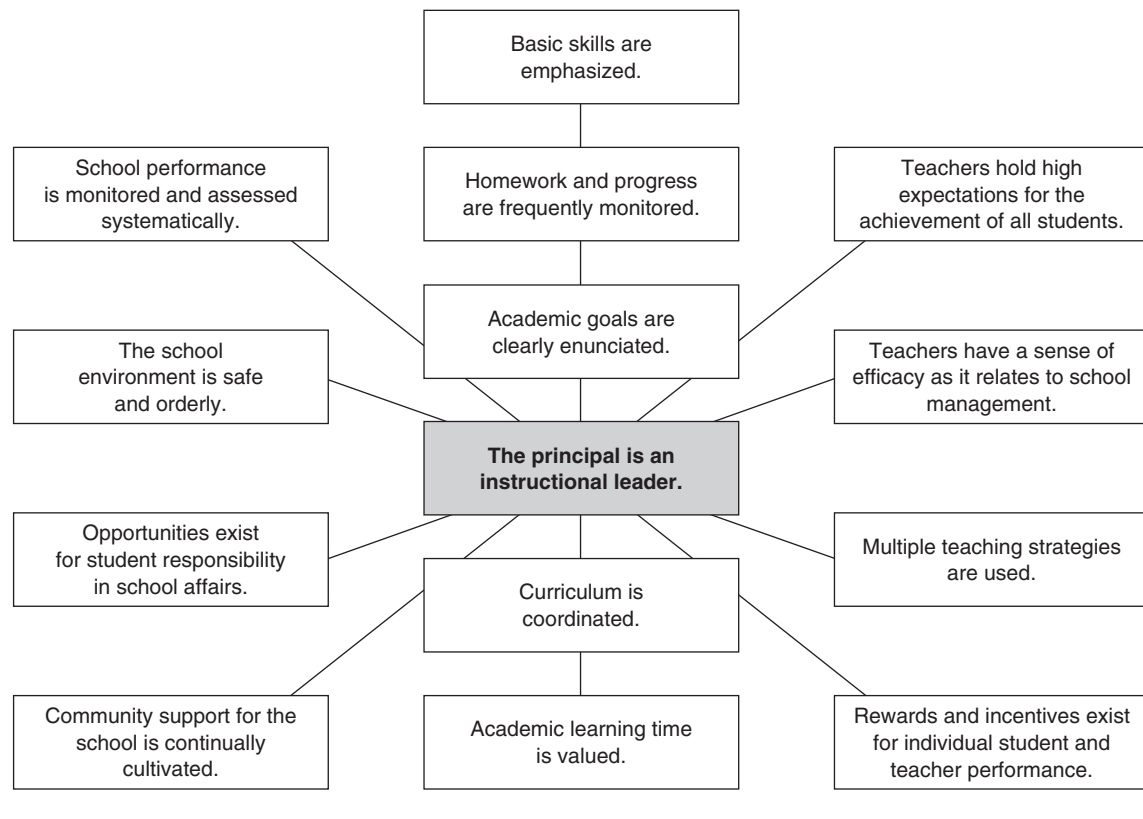 Basic skills are
emphasized.
School performance
is monitored and assessed
systematically.
Homework and progress
are frequently monitored.
Teachers hold high
expectations for the
achievement of all students.
Academic goals are
clearly enunciated.
The school
environment is safe
and orderly.
Teachers have a sense of
efficacy as it relates to school
management.
The principal is an
instructional leader.
Opportunities exist
for student responsibility
in school affairs.
Curriculum is
coordinated.
Multiple teaching strategies
are used.
Community support for the
school is continually
cultivated.
Academic learning time
is valued.
Rewards and incentives exist
for individual student and
teacher performance.